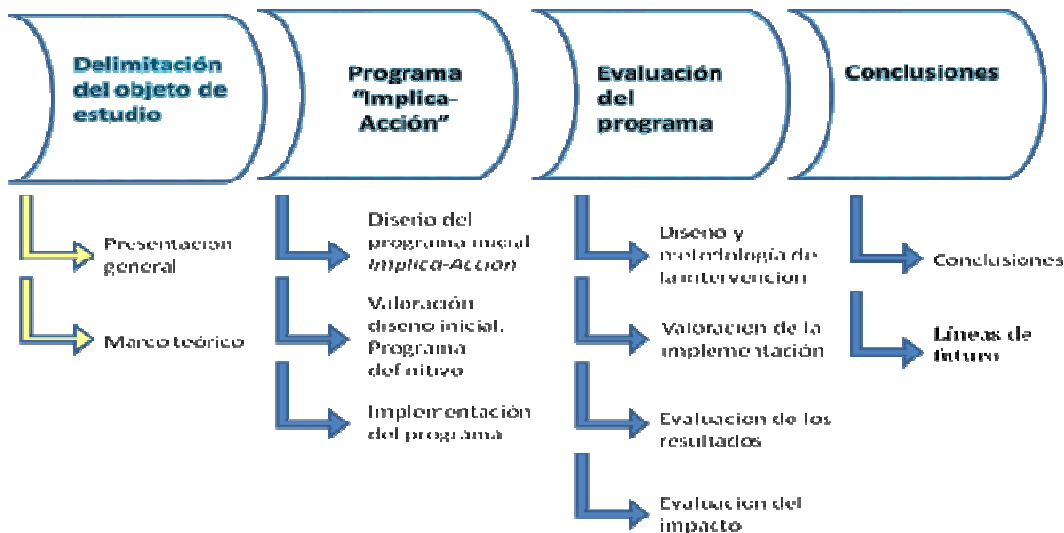 Delimitación
del objeto de
estudio
Presentación
general
Marco teórico
Programa
"Implica-
Acción"
Diseño del
programa inicial
Implica-Acción
Valoración
diseño inicial.
Programa
definitivo
Implementación
del programa
Evaluación
del
programa
Diseño y
metodología de
la intervención
Valoración de la
implementación
Evaluación de los
resultados
Evaluación del
impacto
Conclusiones
Conclusiones
Líneas de
futuro